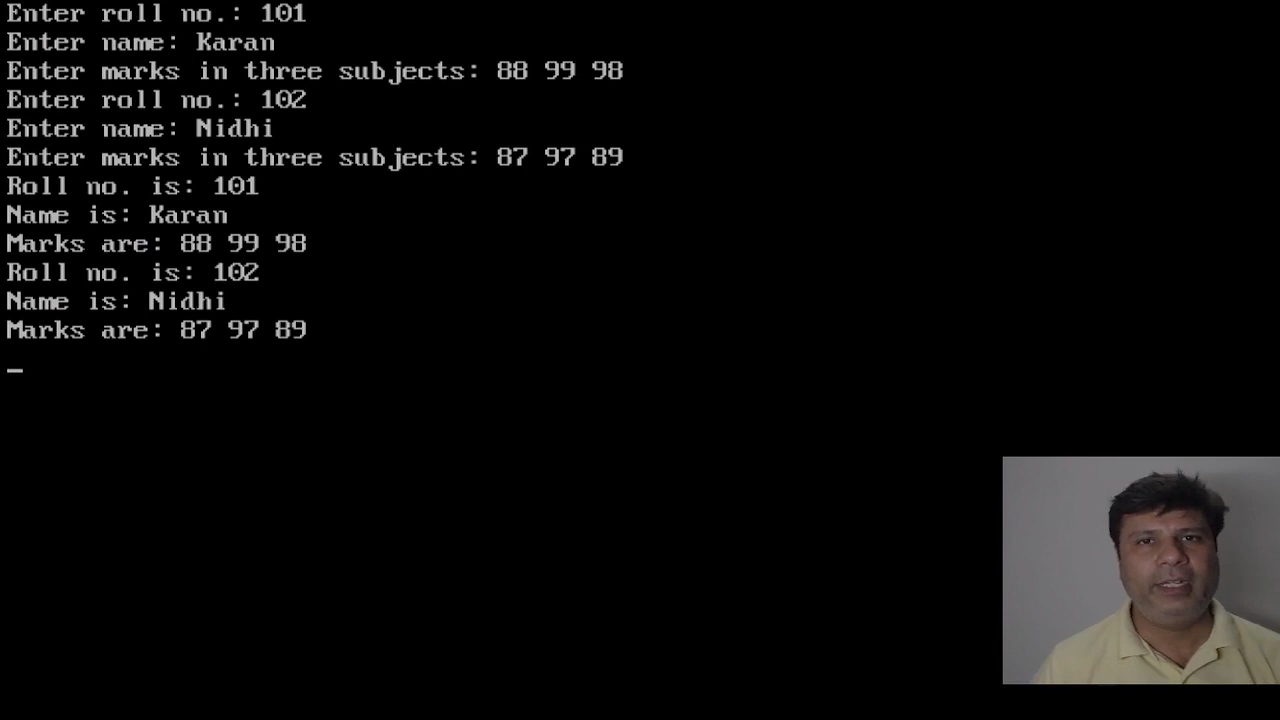 Enter roll no.: 101
Enter name: Karan
Enter marks in three subjects: 88 99 98
Enter roll no.: 102
Enter name: Nidhi
Enter marks in three subjects: 87 97 89
Roll no. is: 101
Name is: Karan
Marks are: 88 99 98
Roll no. is: 102
Name is: Nidhi
Marks are: 87 97 89
_